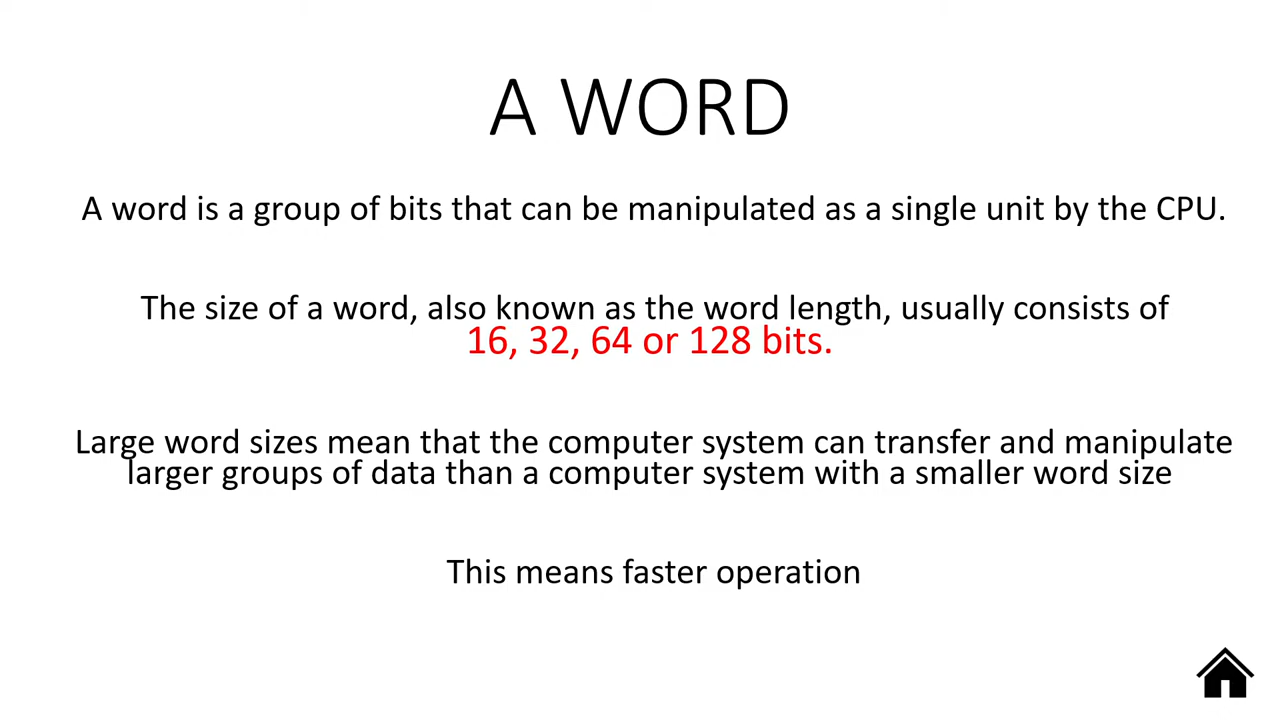 A WORD
A word is a group of bits that can be manipulated as a single unit by the CPU.
The size of a word, also known as the word length, usually consists of
16, 32, 64 or 128 bits.
Large word sizes mean that the computer system can transfer and manipulate
larger groups of data than a computer system with a smaller word size
This means faster operation